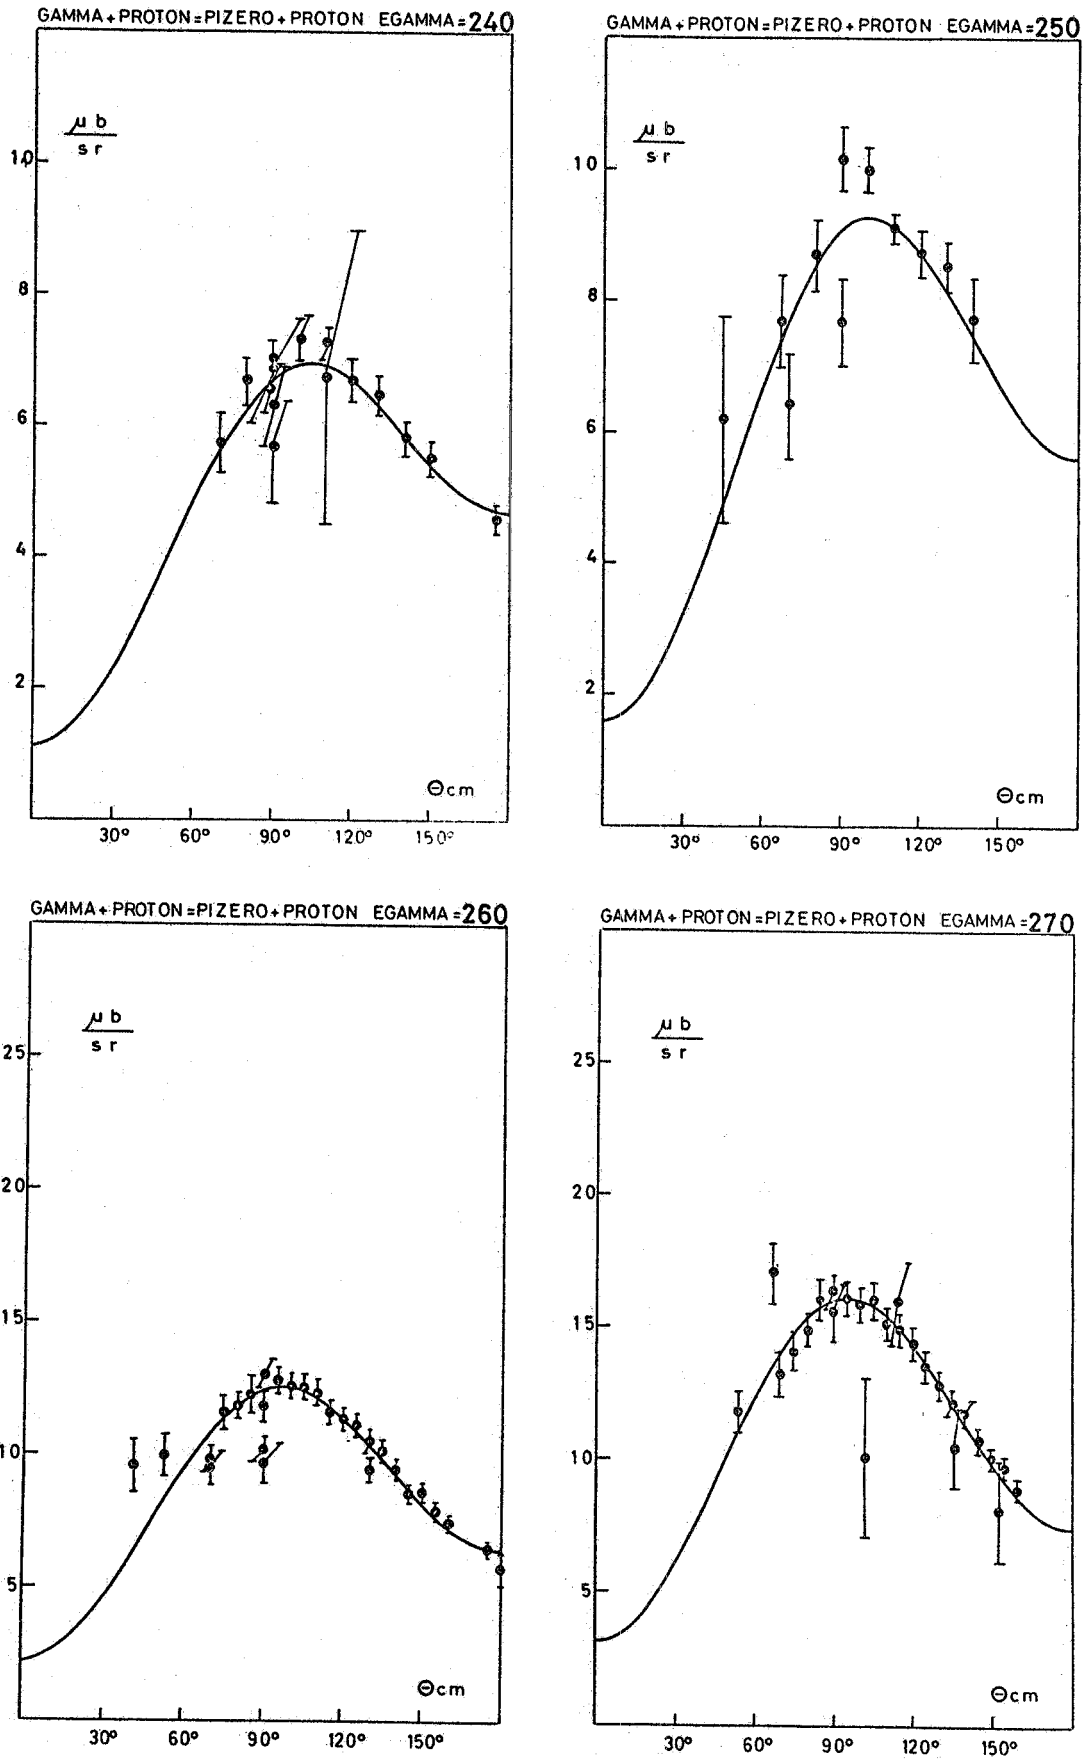 GAMMA+PROTON=PIZERO+PROTON EGAMMA=240
μb
sr
10
8
6
4
2
Θcm
30° 60° 90° 120° 150°
GAMMA+PROTON=PIZERO+PROTON EGAMMA=250
μb
sr
10
8
6
4
2
Θcm
30° 60° 90° 120° 150°
GAMMA+PROTON=PIZERO+PROTON EGAMMA=260
μb
sr
25
20
15
10
5
Θcm
30° 60° 90° 120° 150°
GAMMA+PROTON=PIZERO+PROTON EGAMMA=270
μb
sr
25
20
15
10
5
Θcm
30° 60° 90° 120° 150°